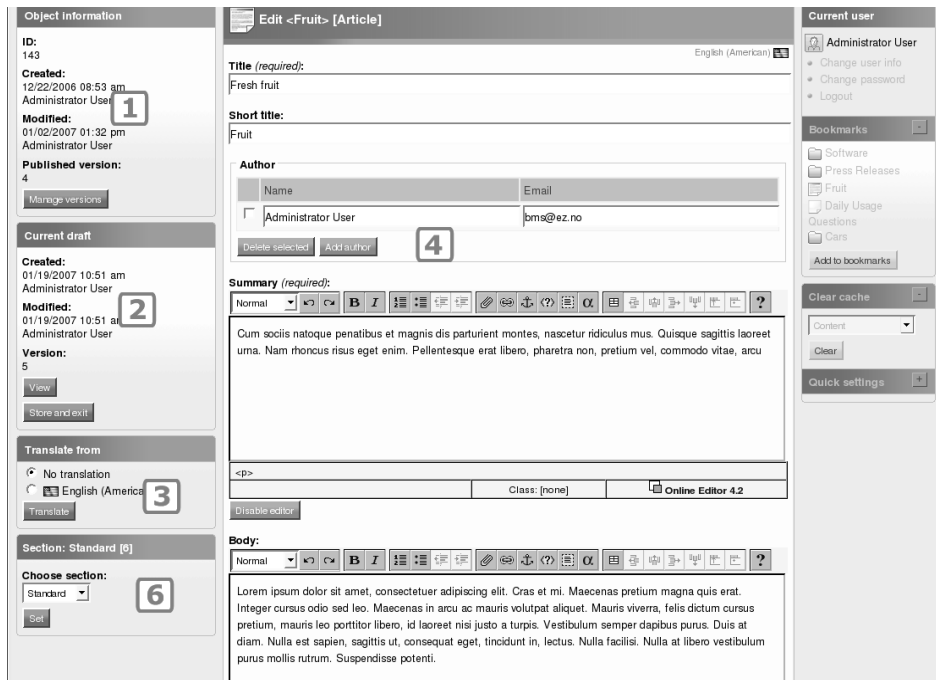 Object information
ID:
143
Created:
12/22/2006 08:53 am
Administrator User
1
Modified:
01/02/2007 01:32 pm
Administrator User
Published version:
4
Manage versions
Current draft
Created:
01/19/2007 10:51 am
Administrator User
2
Modified:
01/19/2007 10:51 am
Administrator User
Version:
5
View
Store and exit
Translate from
No translation
English (America
3
Translate
Section: Standard [6]
Choose section:
Standard
6
Set
Edit <Fruit> [Article]
English (American)
Title (required):
Fresh fruit
Short title:
Fruit
Author
Name Email
Administrator User bms@ez.no
Delete selected Add author
4
Summary (required):
Normal B I α ?
Cum sociis natoque penatibus et magnis dis parturient montes, nascetur ridiculus mus. Quisque sagittis laoreet
urna. Nam rhoncus risus eget enim. Pellentesque erat libero, pharetra non, pretium vel, commodo vitae, arcu
<p>
Class: [none] Online Editor 4.2
Disable editor
Body:
Normal B I α ?
Lorem ipsum dolor sit amet, consectetuer adipiscing elit. Cras et mi. Maecenas pretium magna quis erat.
Integer cursus odio sed leo. Maecenas in arcu ac mauris volutpat aliquet. Mauris viverra, felis dictum cursus
pretium, mauris leo porttitor libero, id laoreet nisi justo a turpis. Vestibulum semper dapibus purus. Duis at
diam. Nulla est sapien, sagittis ut, consequat eget, tincidunt in, lectus. Nulla facilisi. Nulla at libero vestibulum
purus mollis rutrum. Suspendisse potenti.
Current user
Administrator User
Change user info
Change password
Logout
Bookmarks -
Software
Press Releases
Fruit
Daily Usage
Questions
Cars
Add to bookmarks
Clear cache -
Content
Clear
Quick settings +